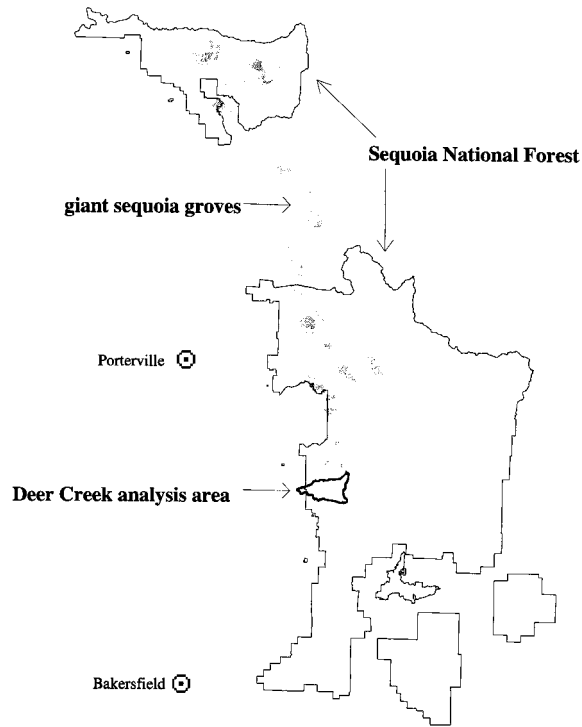 Sequoia National Forest
giant sequoia groves
Porterville
Deer Creek analysis area
Bakersfield